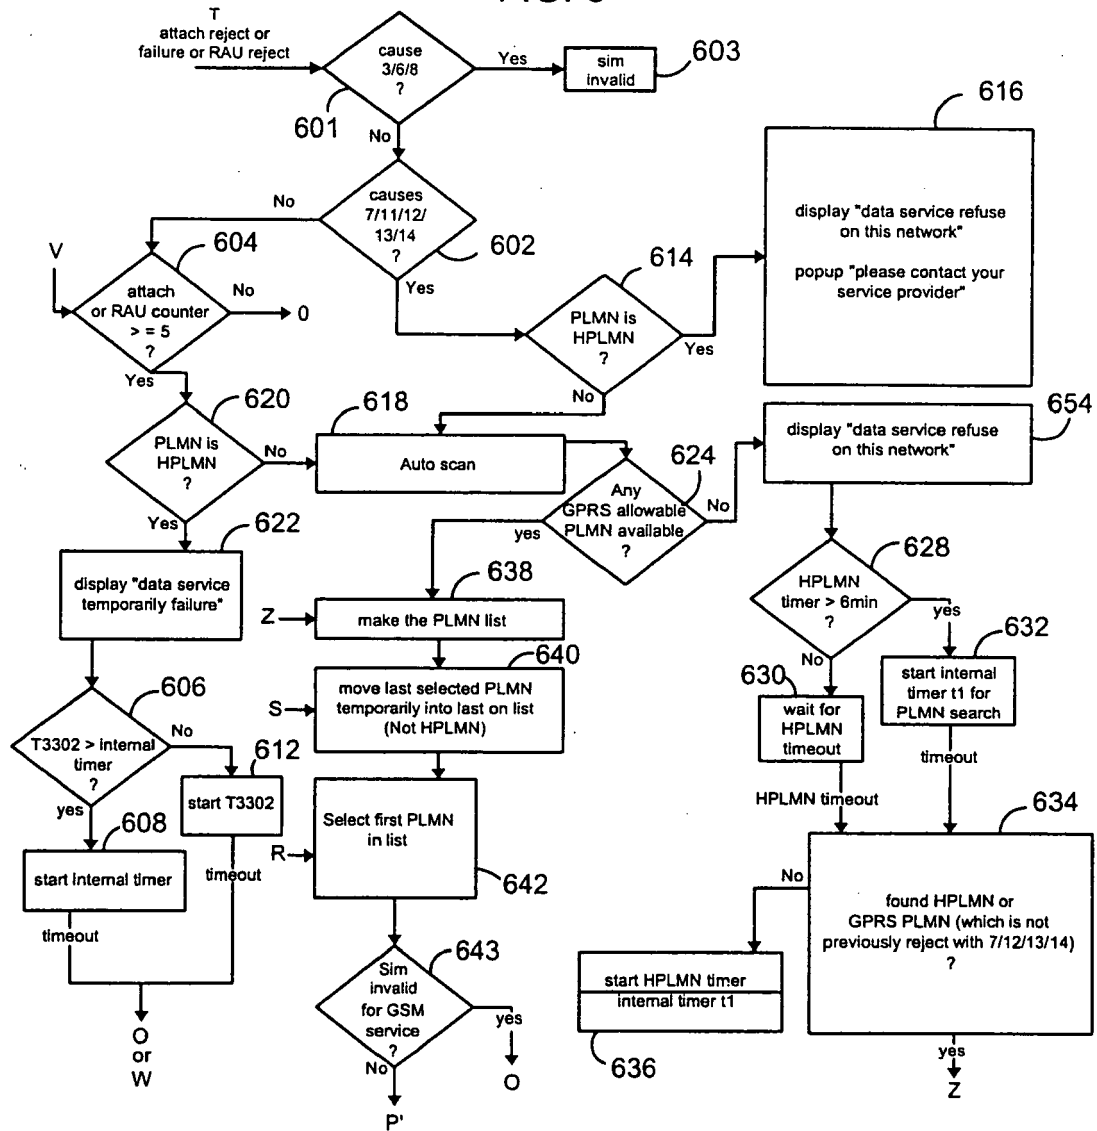 T
attach reject or
failure or RAU reject
cause
3/6/8
?
601
Yes
sim
invalid
603
No
causes
7/11/12/
13/14
?
602
No
Yes
V
604
attach
or RAU counter
> = 5
?
No
0
Yes
614
PLMN is
HPLMN
?
Yes
No
616
display "data service refuse
on this network"
popup "please contact your
service provider"
620
PLMN is
HPLMN
?
No
Yes
618
Auto scan
624
Any
GPRS allowable
PLMN available
?
yes
No
654
display "data service refuse
on this network"
622
display "data service
temporarily failure"
638
Z
make the PLMN list
640
S
move last selected PLMN
temporarily into last on list
(Not HPLMN)
628
HPLMN
timer > 6min
?
yes
No
630
wait for
HPLMN
timeout
632
start internal
timer t1 for
PLMN search
timeout
HPLMN timeout
606
T3302 > internal
timer
?
No
yes
612
start T3302
608
start internal timer
timeout
timeout
O
or
W
R
Select first PLMN
in list
642
643
Sim
invalid
for GSM
service
?
yes
O
No
P'
634
found HPLMN or
GPRS PLMN (which is not
previously reject with 7/12/13/14)
?
No
start HPLMN timer
internal timer t1
636
yes
Z